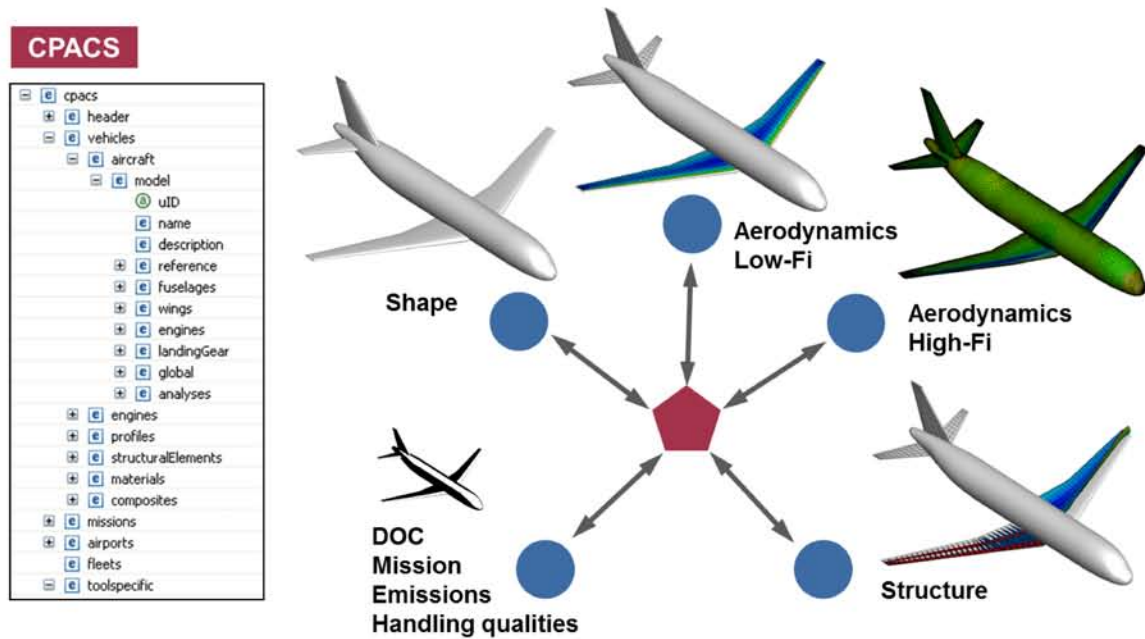 CPACS
cpacs
header
vehicles
aircraft
model
uID
name
description
reference
fuselages
wings
engines
landingGear
global
analyses
engines
profiles
structuralElements
materials
composites
missions
airports
fleets
toolspecific
Shape
Aerodynamics
Low-Fi
Aerodynamics
High-Fi
DOC
Mission
Emissions
Handling qualities
Structure